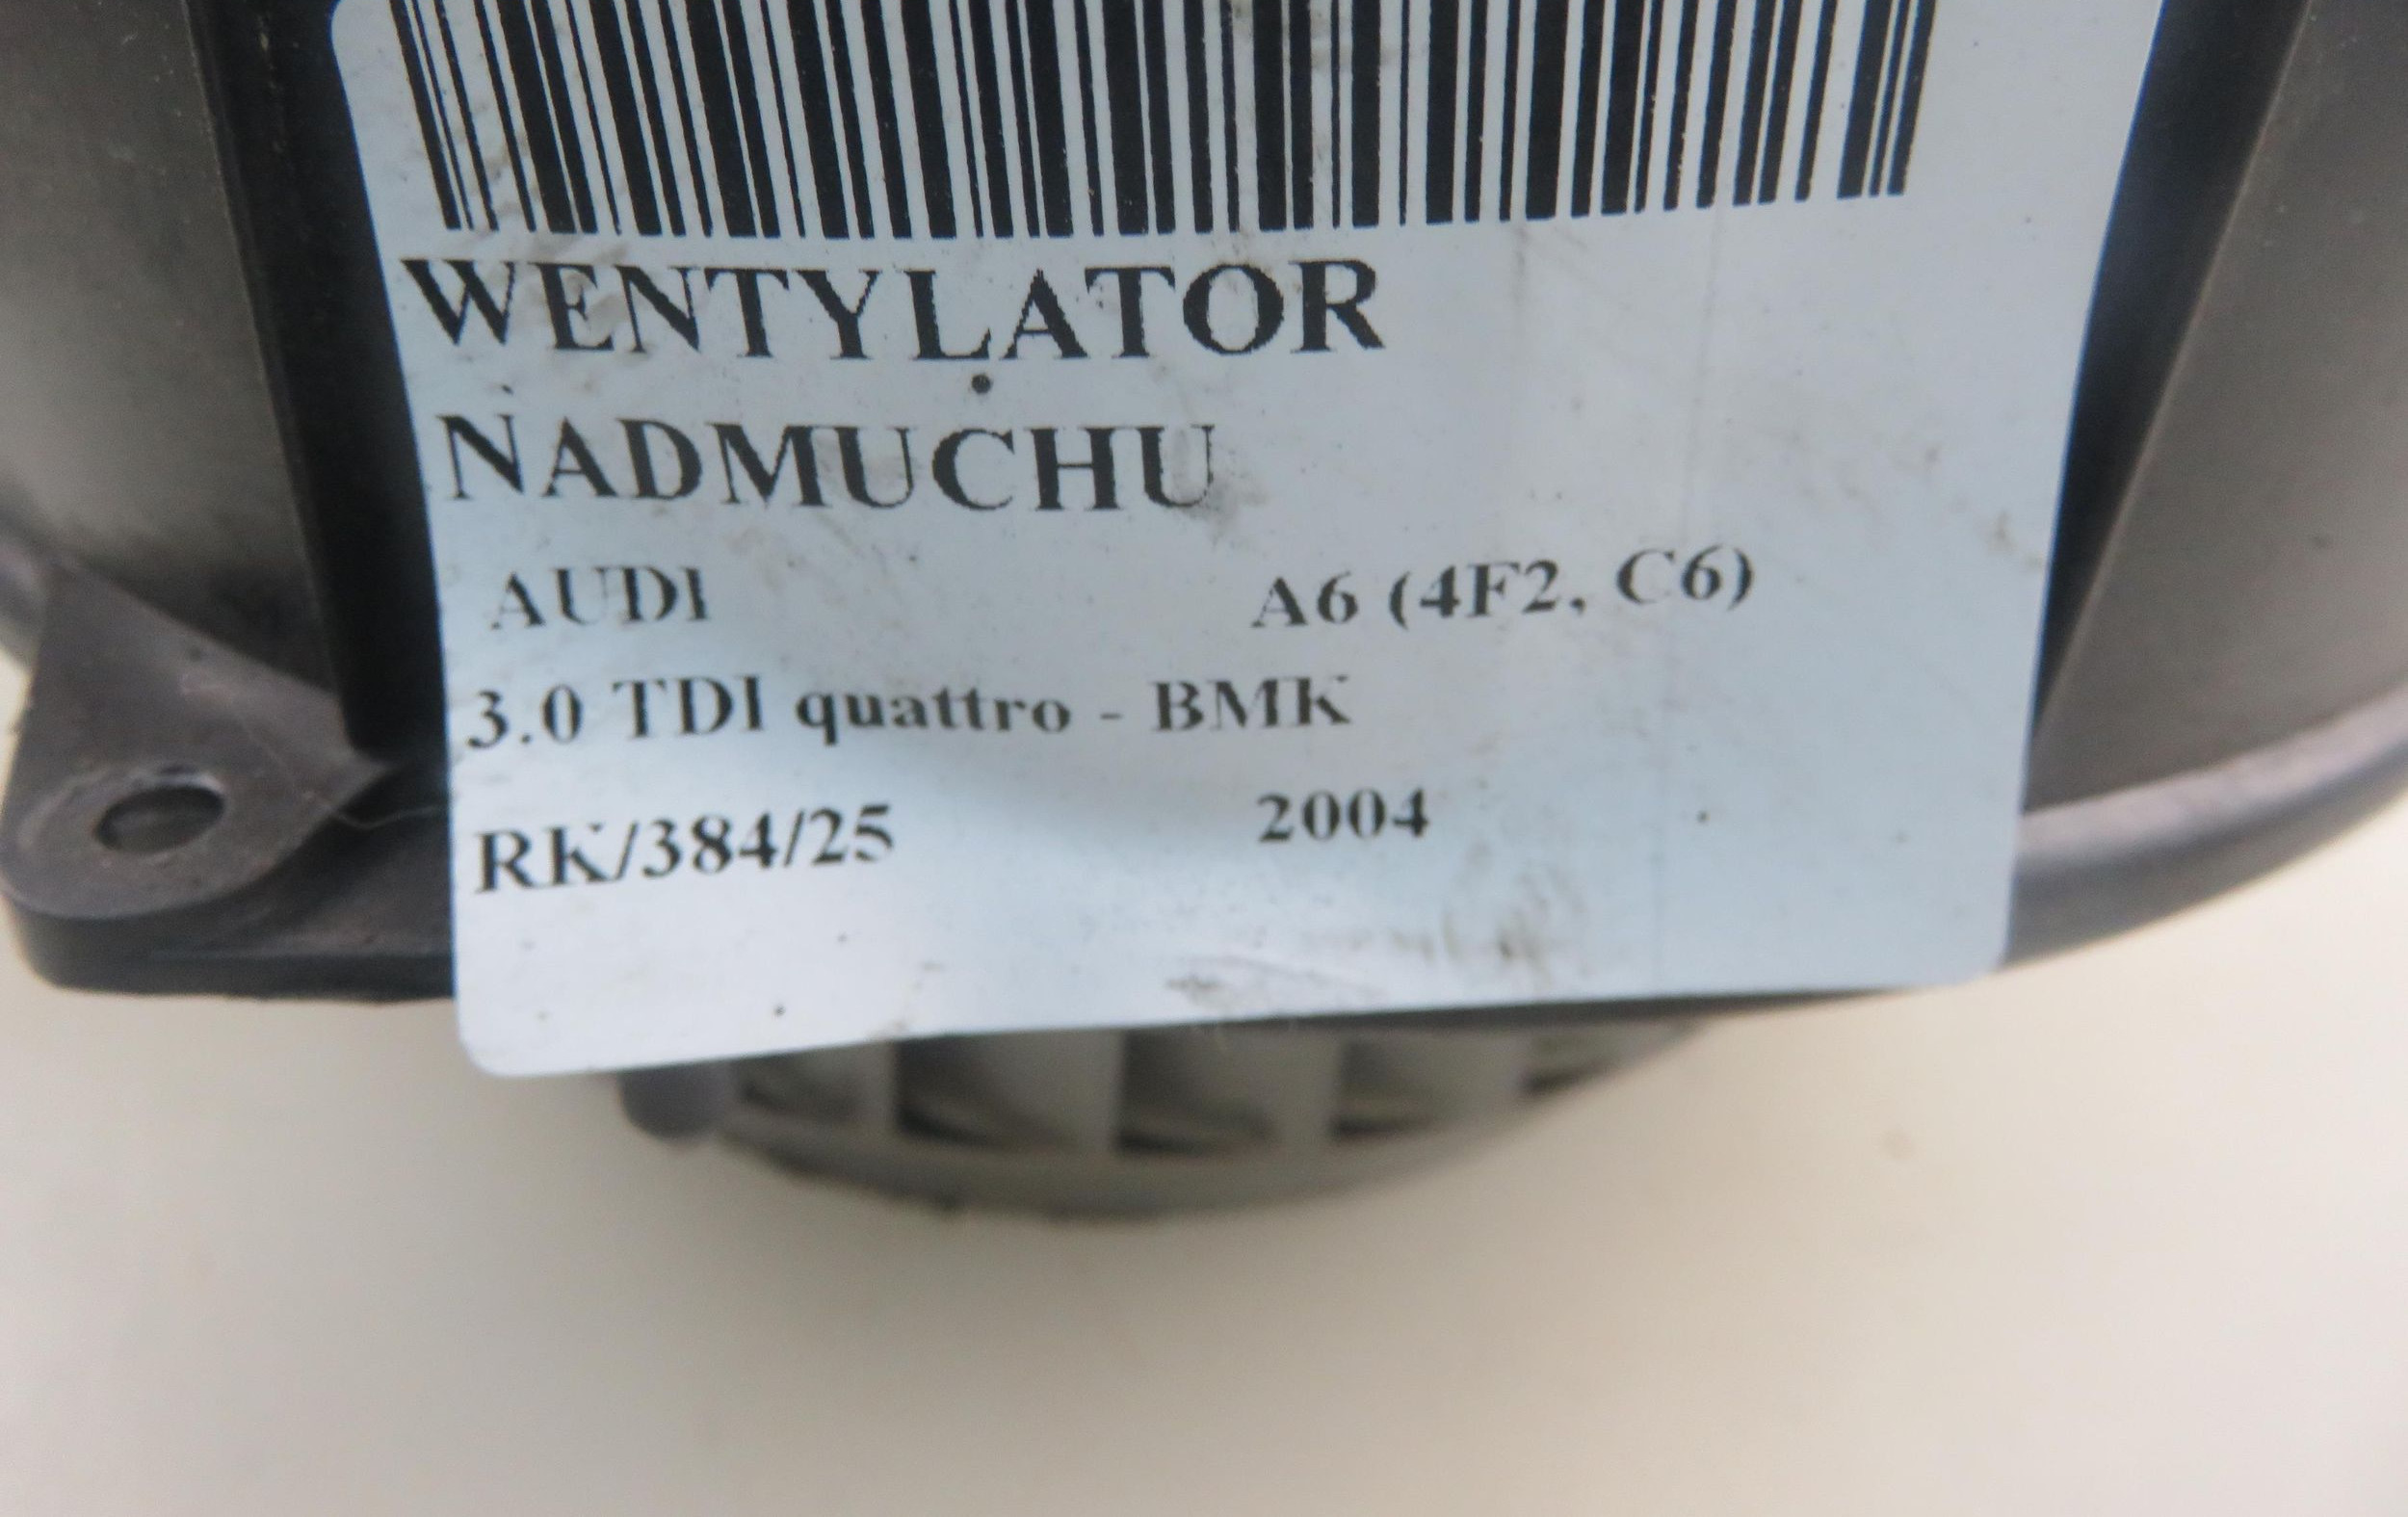 WENTYLATOR
NADMUCHU
AUDI A6 (4F2, C6)
3.0 TDI quattro - BMK
RK/384/25 2004